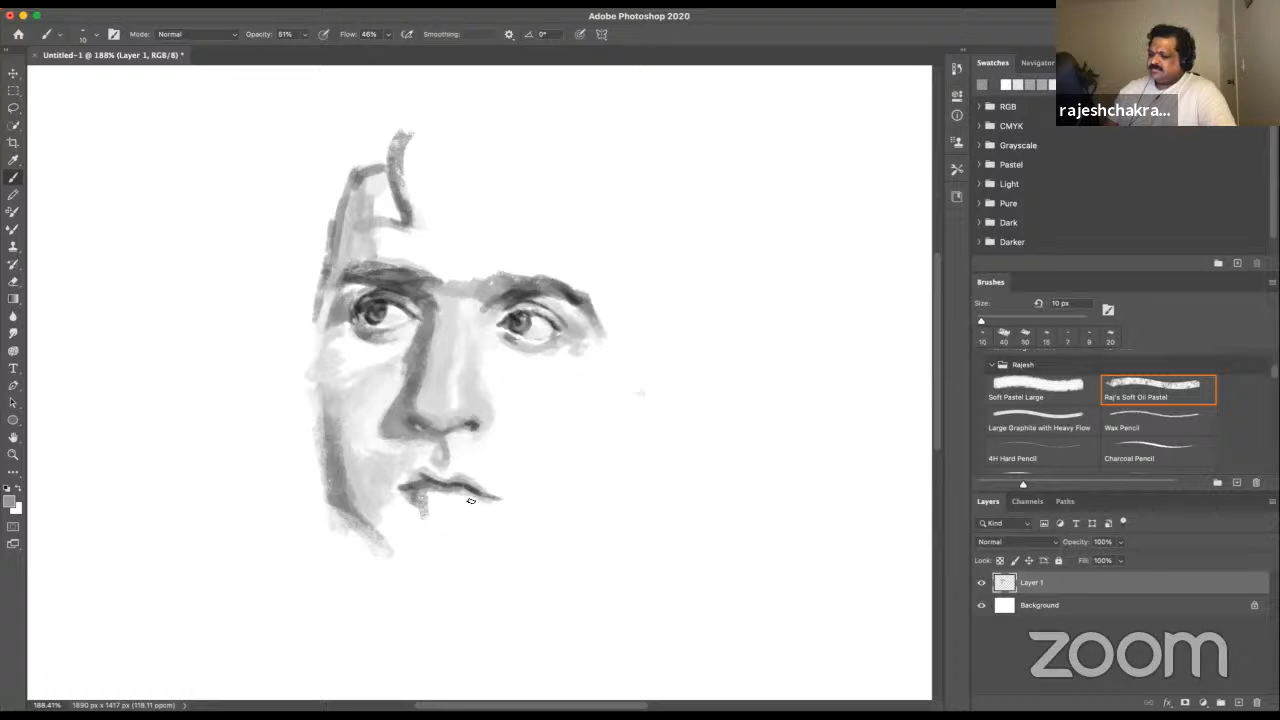 Adobe Photoshop 2020
10 Mode: Normal Opacity: 81% Flow: 46% Smoothing: 0°
Untitled-1 @ 188% (Layer 1, RGB/8) *
Swatches Navigator
rajeshchakra...
RGB
CMYK
Grayscale
Pastel
Light
Pure
Dark
Darker
Brushes
Size: 10 px
10 40 30 15 7 9 20
Rajesh
Soft Pastel Large Raj's Soft Oil Pastel
Large Graphite with Heavy Flow Wax Pencil
4H Hard Pencil Charcoal Pencil
Layers Channels Paths
Kind
Normal Opacity: 100%
Lock: Fill: 100%
Layer 1
Background
zoom
188.41% 1890 px x 1417 px (118.11 ppcm)